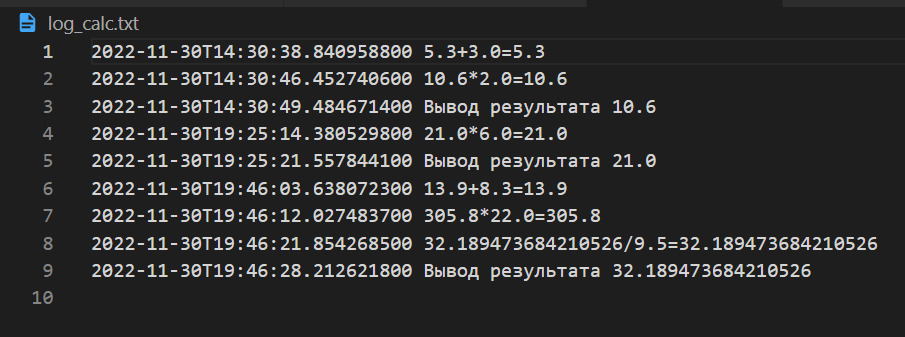 log_calc.txt
1 2022-11-30T14:30:38.840958800 5.3+3.0=5.3
2 2022-11-30T14:30:46.452740600 10.6*2.0=10.6
3 2022-11-30T14:30:49.484671400 Вывод результата 10.6
4 2022-11-30T19:25:14.380529800 21.0*6.0=21.0
5 2022-11-30T19:25:21.557844100 Вывод результата 21.0
6 2022-11-30T19:46:03.638072300 13.9+8.3=13.9
7 2022-11-30T19:46:12.027483700 305.8*22.0=305.8
8 2022-11-30T19:46:21.854268500 32.189473684210526/9.5=32.189473684210526
9 2022-11-30T19:46:28.212621800 Вывод результата 32.189473684210526
10